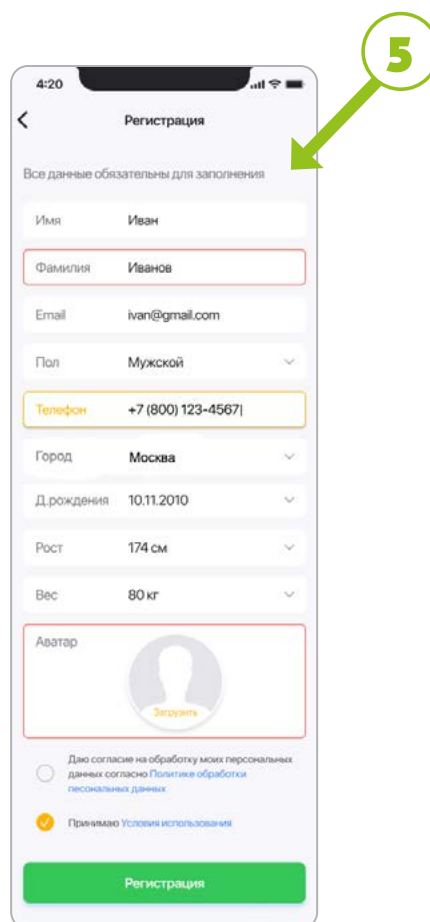 5
4:20
Регистрация
Все данные обязательны для заполнения
Имя Иван
Фамилия Иванов
Email ivan@gmail.com
Пол Мужской
Телефон +7 (800) 123-4567|
Город Москва
Д.рождения 10.11.2010
Рост 174 см
Вес 80 кг
Аватар
Загрузить
Даю согласие на обработку моих персональных
данных согласно Политике обработки
песональных данных
Принимаю Условия использования
Регистрация